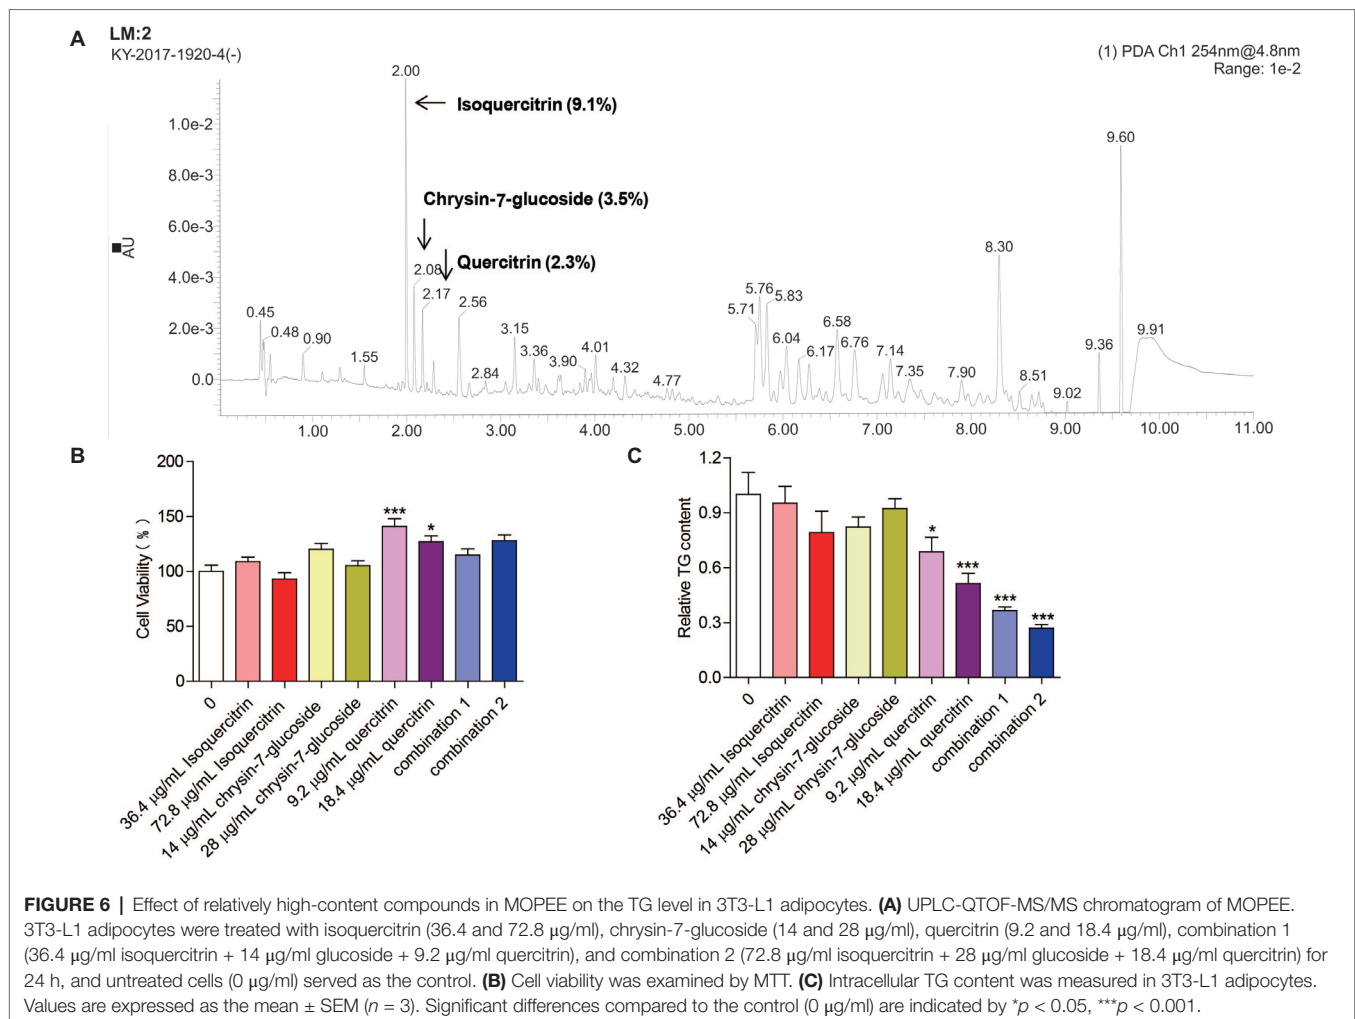 A
LM:2
KY-2017-1920-4(-)
(1) PDA Ch1 254nm@4.8nm
Range: 1e-2
2.00
Isoquercitrin (9.1%)
1.0e-2
9.60
8.0e-3
Chrysin-7-glucoside (3.5%)
6.0e-3
AU
8.30
Quercitrin (2.3%)
4.0e-3
2.08
2.17
2.56
5.76
5.83
5.71
0.45
0.48
0.90
2.0e-3
3.15
6.58
6.04
9.91
1.55
3.36
3.90
4.01
6.17
6.76
7.14
9.36
2.84
4.32
4.77
7.35
7.90
8.51
9.02
0.0
1.00 2.00 3.00 4.00 5.00 6.00 7.00 8.00 9.00 10.00 11.00
B
200
150
100
50
0
Cell Viability ( % )
***
*
0
36.4 μg/mL Isoquercitrin
72.8 μg/mL Isoquercitrin
14 μg/mL chrysin-7-glucoside
28 μg/mL chrysin-7-glucoside
9.2 μg/mL quercitrin
18.4 μg/mL quercitrin
combination 1
combination 2
C
1.2
0.9
0.6
0.3
0.0
Relative TG content
*
***
***
***
0
36.4 μg/mL Isoquercitrin
72.8 μg/mL Isoquercitrin
14 μg/mL chrysin-7-glucoside
28 μg/mL chrysin-7-glucoside
9.2 μg/mL quercitrin
18.4 μg/mL quercitrin
combination 1
combination 2
FIGURE 6 | Effect of relatively high-content compounds in MOPEE on the TG level in 3T3-L1 adipocytes. (A) UPLC-QTOF-MS/MS chromatogram of MOPEE.
3T3-L1 adipocytes were treated with isoquercitrin (36.4 and 72.8 μg/ml), chrysin-7-glucoside (14 and 28 μg/ml), quercitrin (9.2 and 18.4 μg/ml), combination 1
(36.4 μg/ml isoquercitrin + 14 μg/ml glucoside + 9.2 μg/ml quercitrin), and combination 2 (72.8 μg/ml isoquercitrin + 28 μg/ml glucoside + 18.4 μg/ml quercitrin) for
24 h, and untreated cells (0 μg/ml) served as the control. (B) Cell viability was examined by MTT. (C) Intracellular TG content was measured in 3T3-L1 adipocytes.
Values are expressed as the mean ± SEM (n = 3). Significant differences compared to the control (0 μg/ml) are indicated by *p < 0.05, ***p < 0.001.